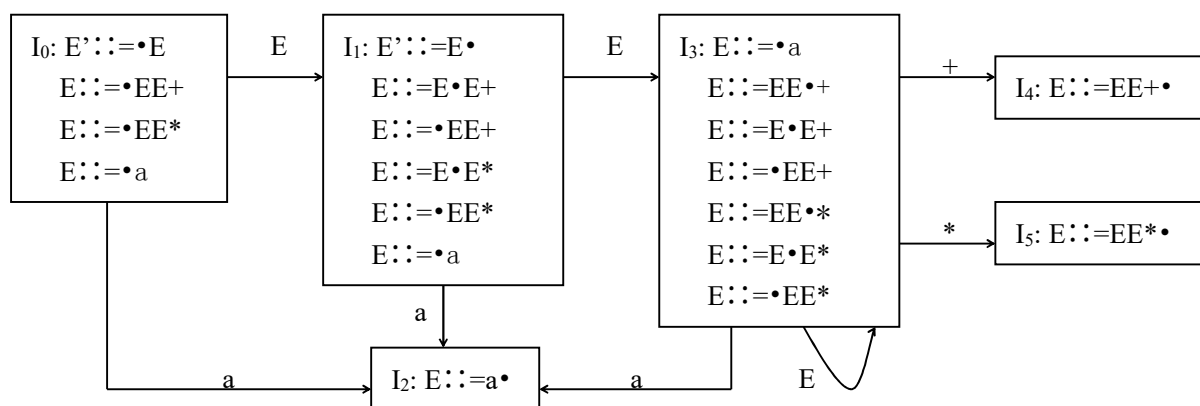 I₀: E’∷=•E
E∷=•EE+
E∷=•EE*
E∷=•a
E
I₁: E’∷=E•
E∷=E•E+
E∷=•EE+
E∷=E•E*
E∷=•EE*
E∷=•a
E
I₃: E∷=•a
E∷=EE•+
E∷=E•E+
E∷=•EE+
E∷=EE•*
E∷=E•E*
E∷=•EE*
+
I₄: E∷=EE+•
*
I₅: E∷=EE*•
a
a
I₂: E∷=a•
a
E